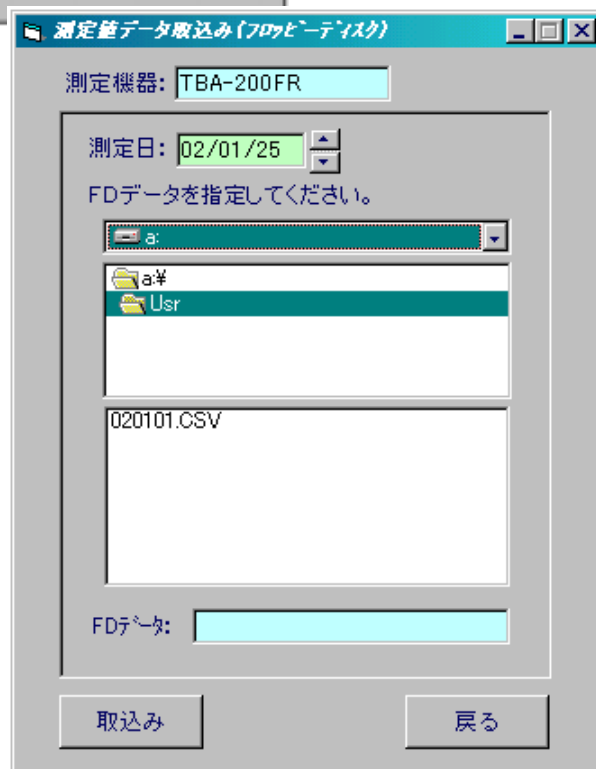 測定値データ取込み(フロッピーディスク)
測定機器: TBA-200FR
測定日: 02/01/25
FDデータを指定してください。
a:
a:¥
Usr
020101.CSV
FDデータ:
取込み
戻る